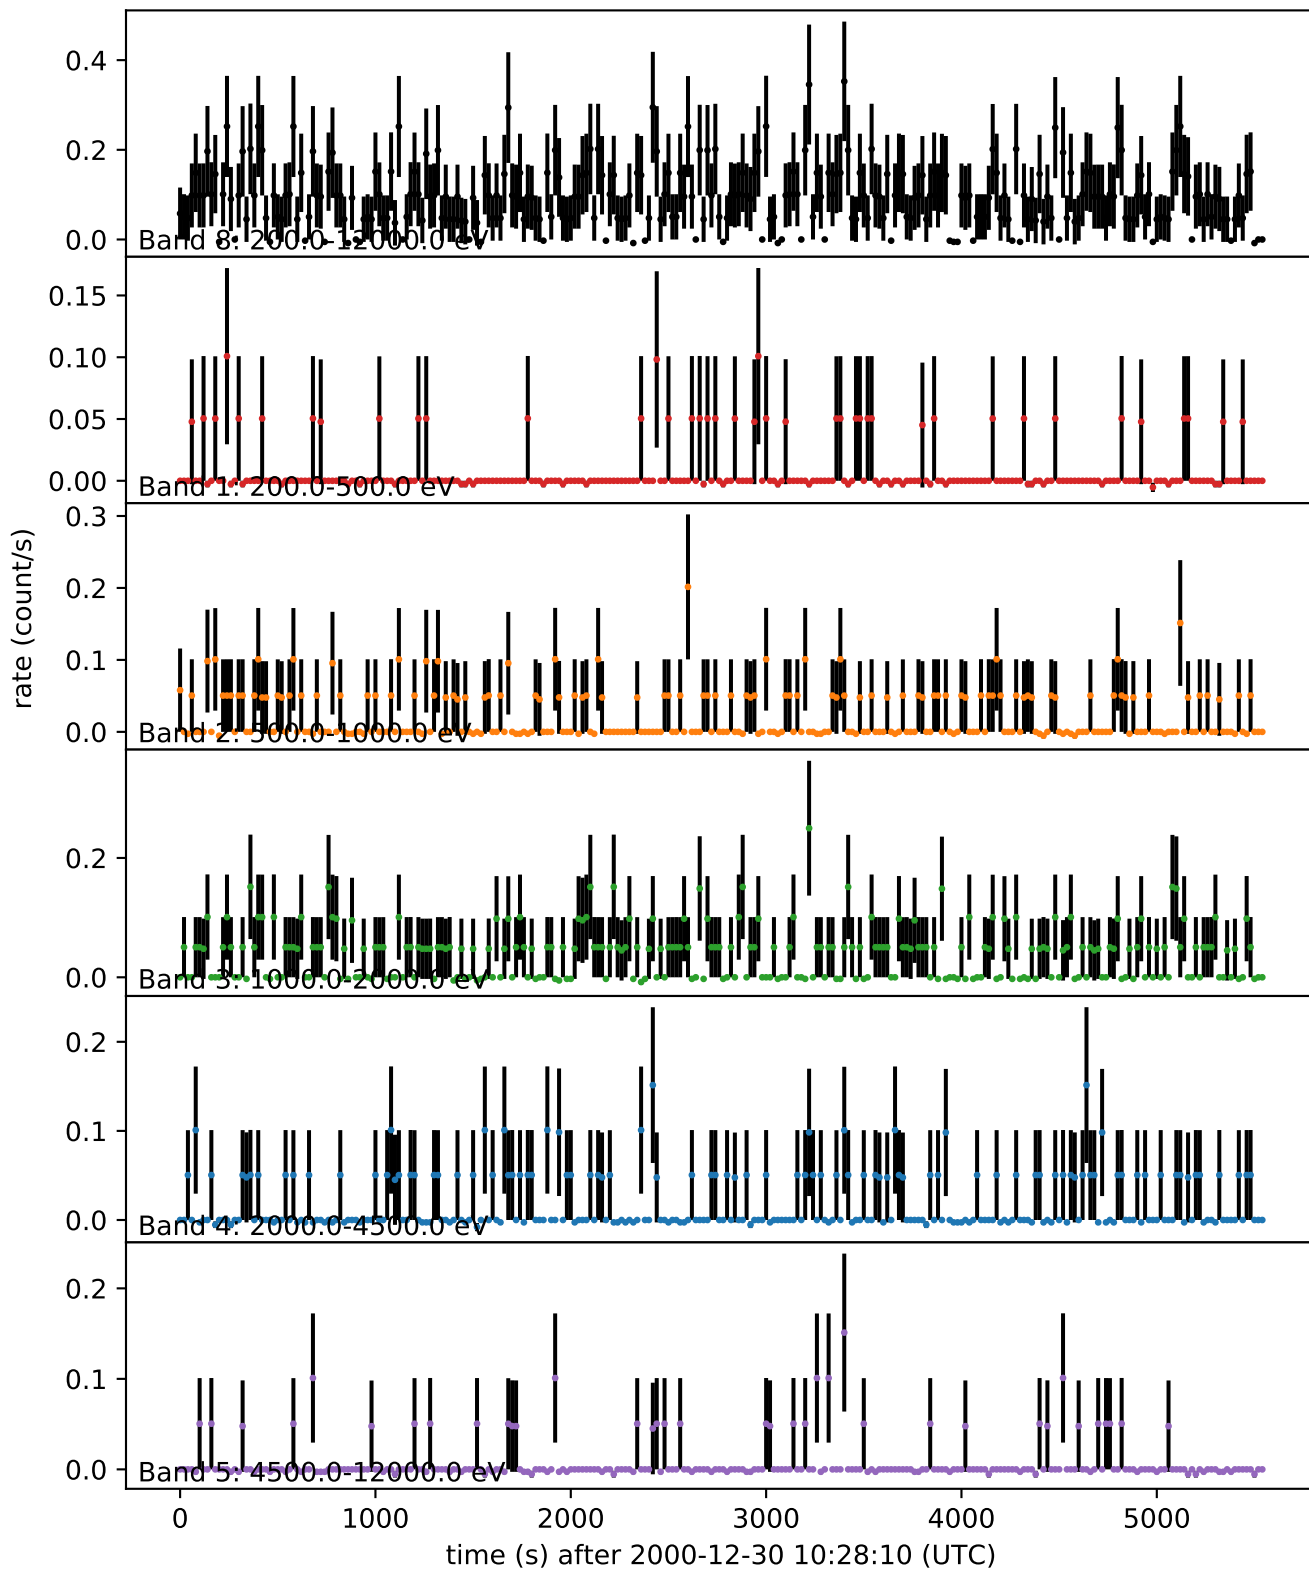 0.4
0.2
0.0
Band 8: 200.0-12000.0 eV
0.15
0.10
0.05
0.00
Band 1: 200.0-500.0 eV
0.3
0.2
0.1
0.0
Band 2: 500.0-1000.0 eV
rate (count/s)
0.2
0.0
Band 3: 1000.0-2000.0 eV
0.2
0.1
0.0
Band 4: 2000.0-4500.0 eV
0.2
0.1
0.0
Band 5: 4500.0-12000.0 eV
0 1000 2000 3000 4000 5000
time (s) after 2000-12-30 10:28:10 (UTC)